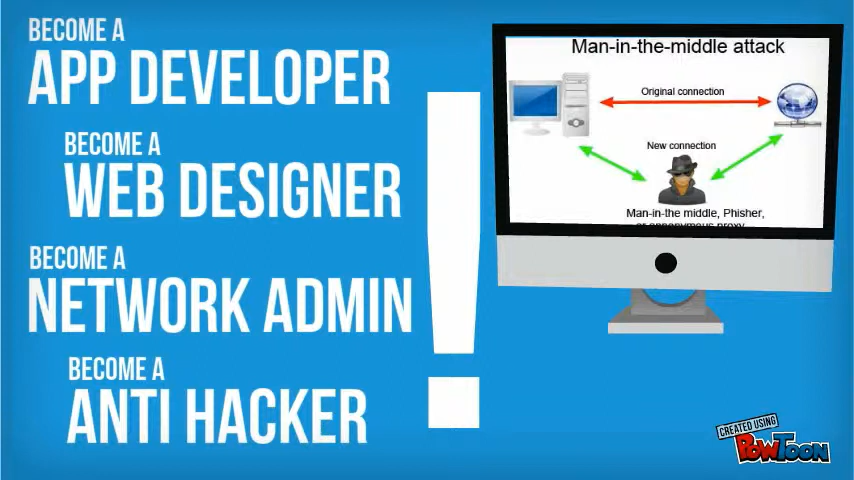 BECOME A
APP DEVELOPER
BECOME A
WEB DESIGNER
BECOME A
NETWORK ADMIN
BECOME A
ANTI HACKER
!
Man-in-the-middle attack
Original connection
New connection
Man-in-the middle, Phisher,
CREATED USING
POWTOON